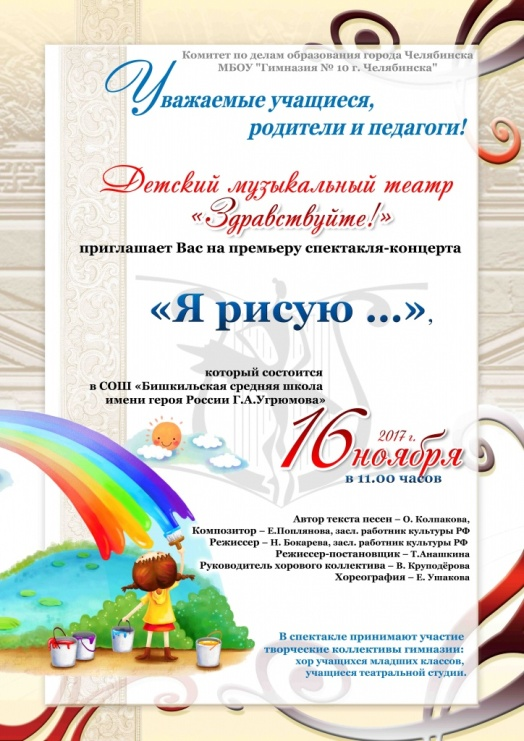 Комитет по делам образования города Челябинска
МБОУ "Гимназия № 10 г. Челябинска"
Уважаемые учащиеся,
родители и педагоги!
Детский музыкальный театр
«Здравствуйте!»
приглашает Вас на премьеру спектакля-концерта
«Я рисую ...»,
который состоится
в СОШ «Бишкильская средняя школа
имени героя России Г.А.Угрюмова»
16 ноября 2017 г.
в 11.00 часов
Автор текста песен – О. Колпакова,
Композитор – Е.Поплянова, засл. работник культуры РФ
Режиссер – Н. Бокарева, засл. работник культуры РФ
Режиссер-постановщик – Т.Анашкина
Руководитель хорового коллектива – В. Круподёрова
Хореография – Е. Ушакова
В спектакле принимают участие
творческие коллективы гимназии:
хор учащихся младших классов,
учащиеся театральной студии.